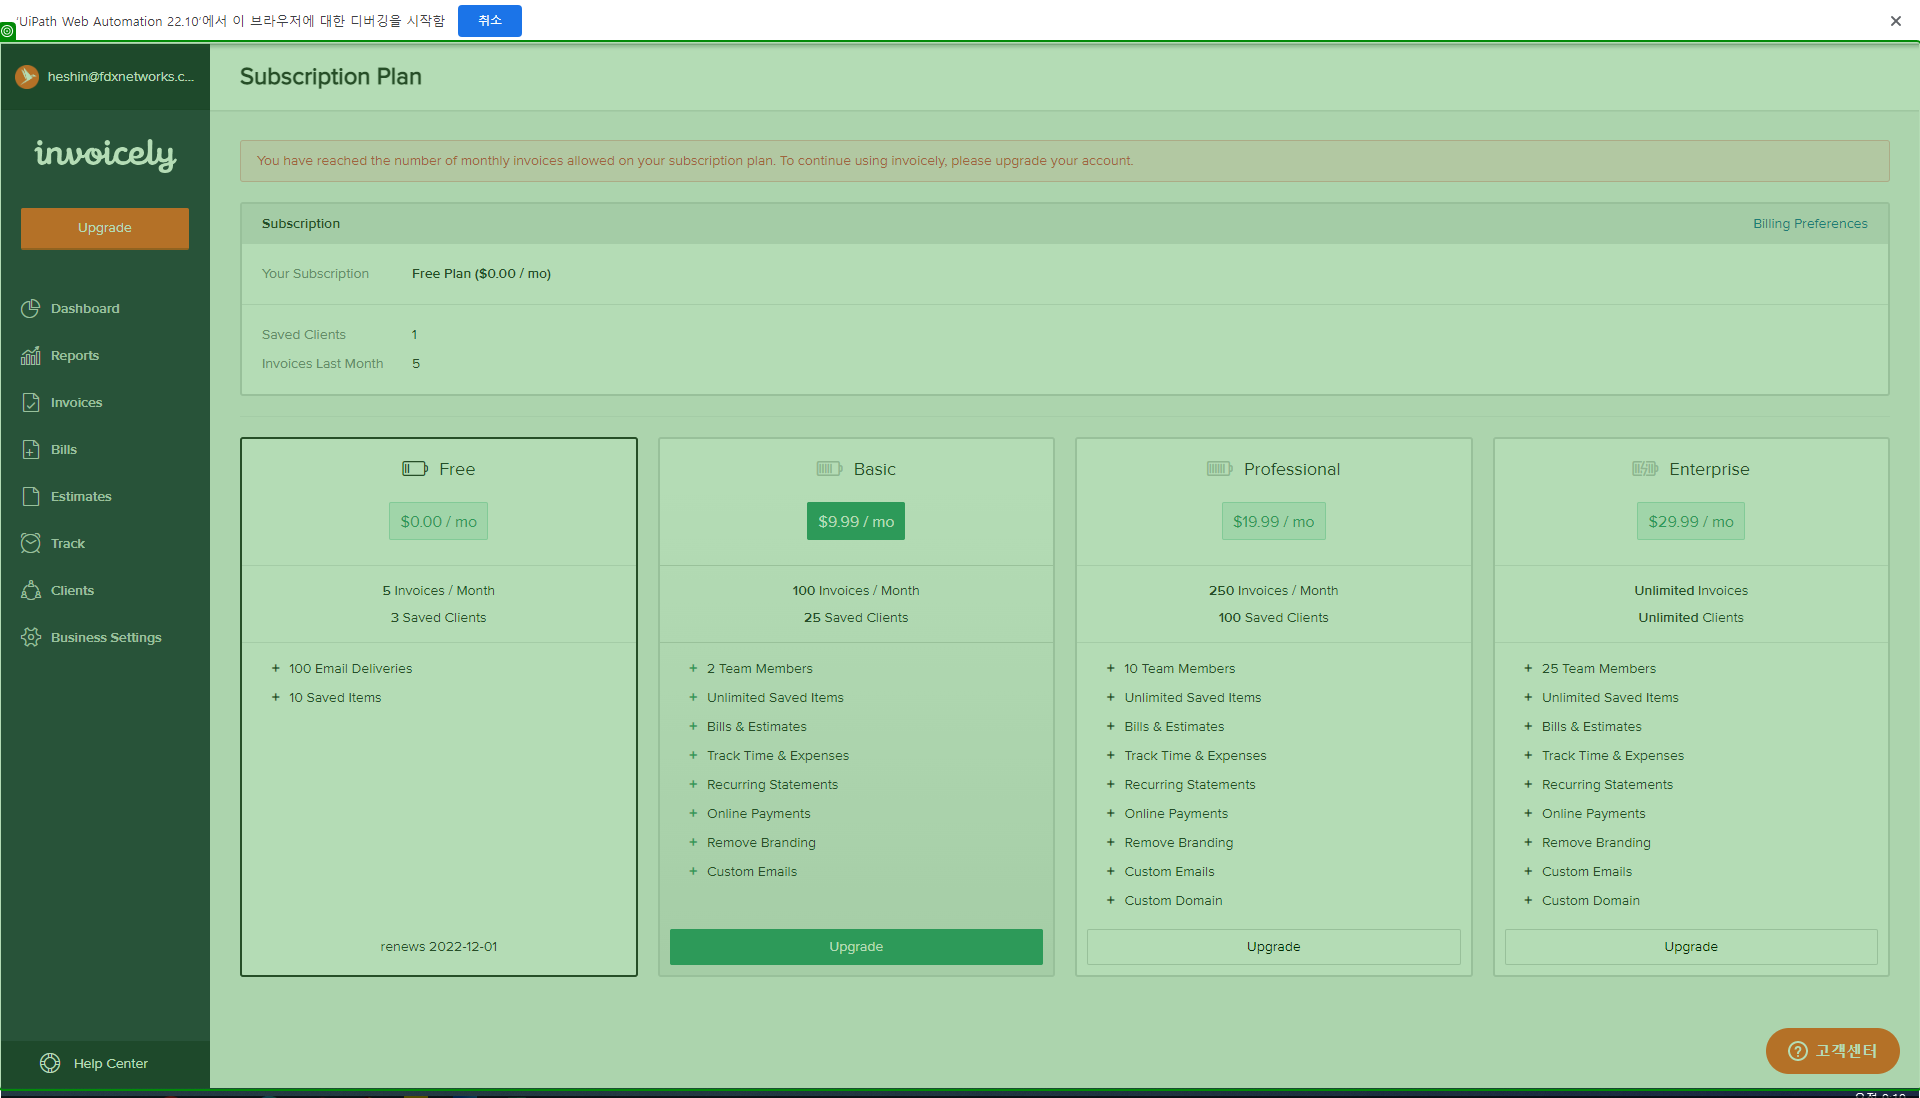 'UiPath Web Automation 22.10'에서 이 브라우저에 대한 디버깅을 시작함
취소
heshin@fdxnetworks.c...
Subscription Plan
invoicely
You have reached the number of monthly invoices allowed on your subscription plan. To continue using invoicely, please upgrade your account.
Upgrade
Subscription
Billing Preferences
Your Subscription Free Plan ($0.00 / mo)
Saved Clients 1
Invoices Last Month 5
Dashboard
Reports
Invoices
Bills
Estimates
Track
Clients
Business Settings
Help Center
Free
$0.00 / mo
5 Invoices / Month
3 Saved Clients
+ 100 Email Deliveries
+ 10 Saved Items
renews 2022-12-01
Basic
$9.99 / mo
100 Invoices / Month
25 Saved Clients
+ 2 Team Members
+ Unlimited Saved Items
+ Bills & Estimates
+ Track Time & Expenses
+ Recurring Statements
+ Online Payments
+ Remove Branding
+ Custom Emails
Upgrade
Professional
$19.99 / mo
250 Invoices / Month
100 Saved Clients
+ 10 Team Members
+ Unlimited Saved Items
+ Bills & Estimates
+ Track Time & Expenses
+ Recurring Statements
+ Online Payments
+ Remove Branding
+ Custom Emails
+ Custom Domain
Upgrade
Enterprise
$29.99 / mo
Unlimited Invoices
Unlimited Clients
+ 25 Team Members
+ Unlimited Saved Items
+ Bills & Estimates
+ Track Time & Expenses
+ Recurring Statements
+ Online Payments
+ Remove Branding
+ Custom Emails
+ Custom Domain
Upgrade
고객센터